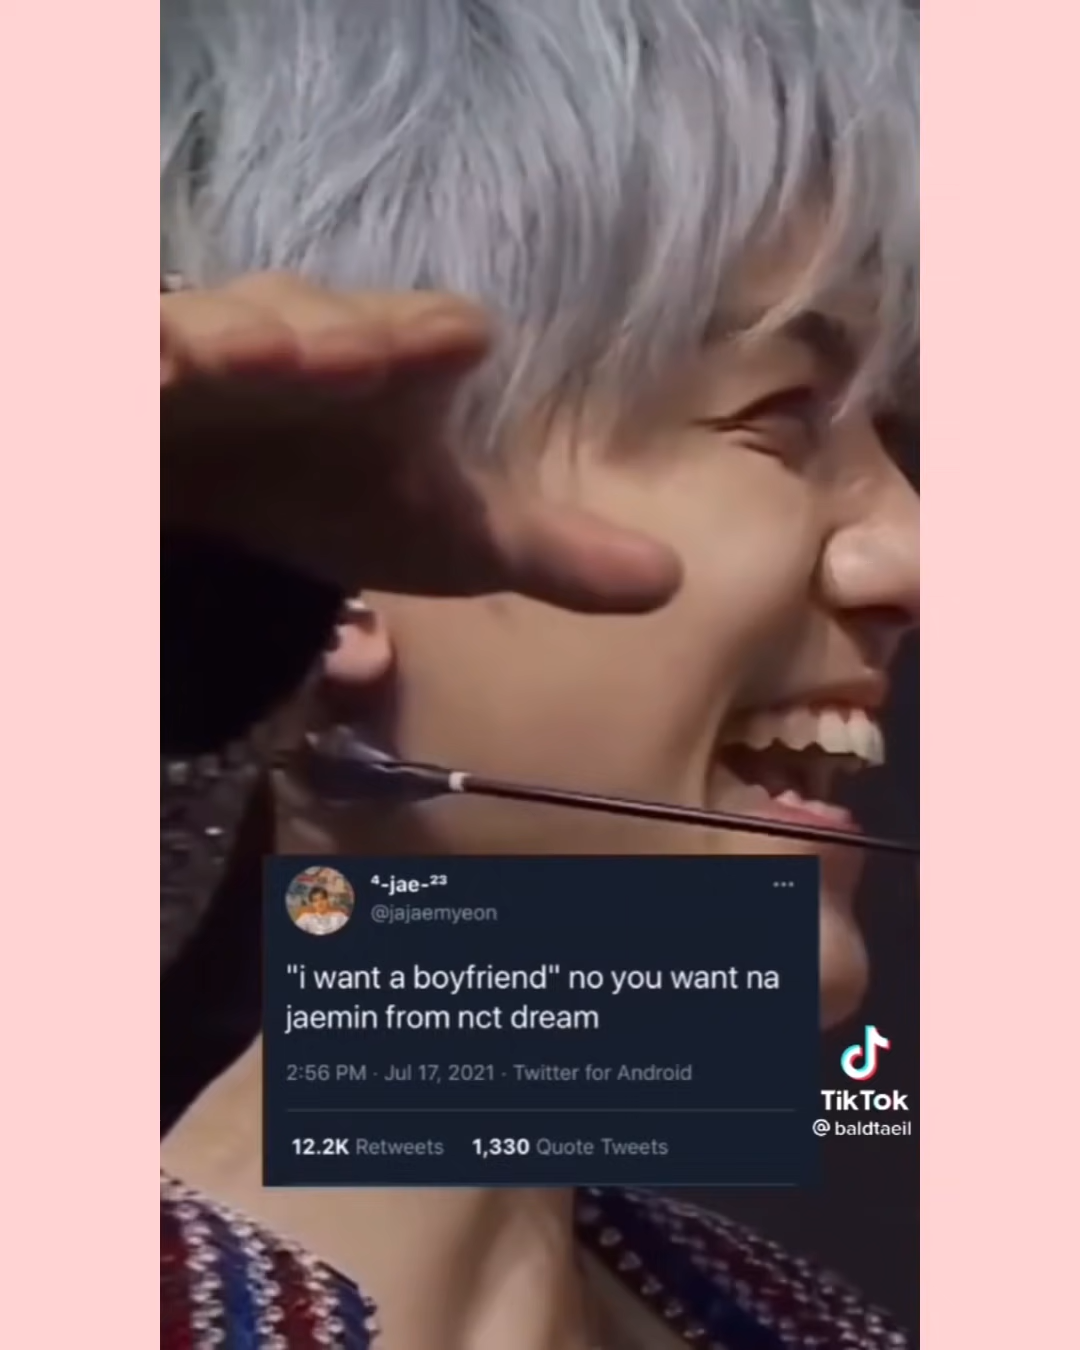 ⁴-jae-²³
@jajaemyeon
"i want a boyfriend" no you want na
jaemin from nct dream
2:56 PM · Jul 17, 2021 · Twitter for Android
12.2K Retweets 1,330 Quote Tweets
TikTok
@baldtaeil